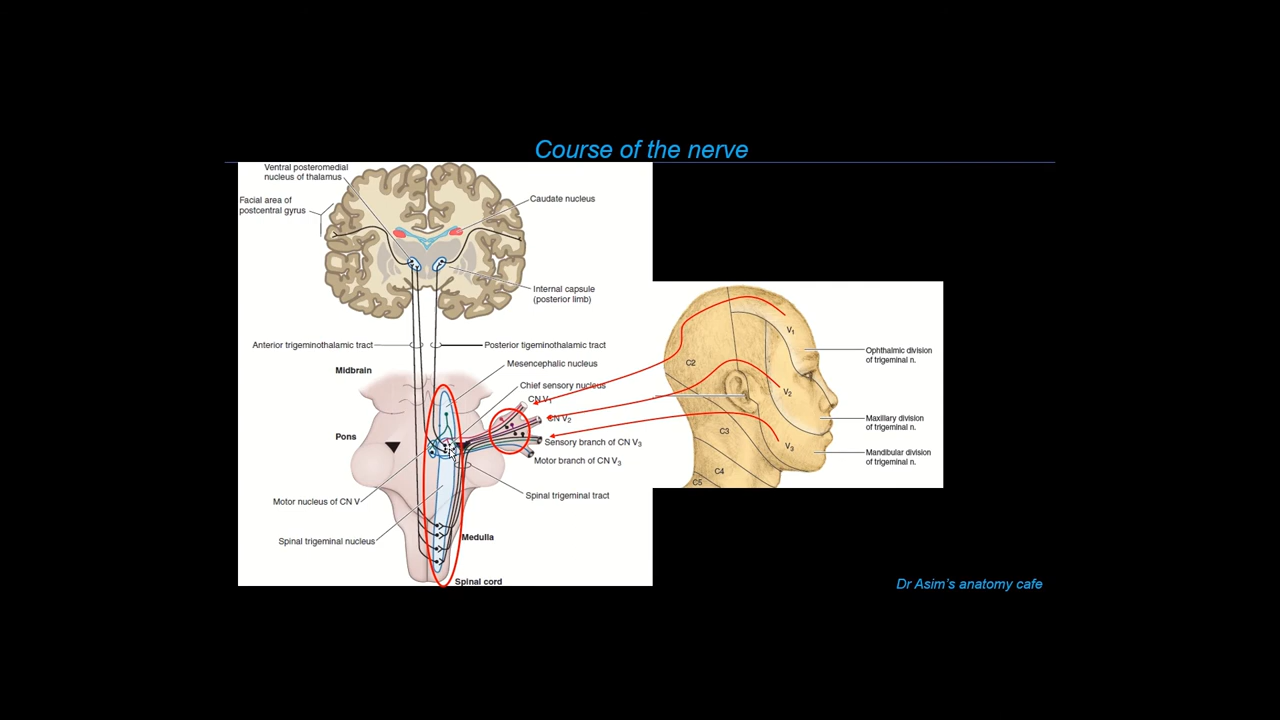 Course of the nerve
Ventral posteromedial
nucleus of thalamus
Facial area of
postcentral gyrus
Caudate nucleus
Internal capsule
(posterior limb)
Anterior trigeminothalamic tract
Posterior tigeminothalamic tract
Midbrain
Mesencephalic nucleus
Chief sensory nucleus
CN V1
CN V2
Pons
Sensory branch of CN V3
Motor branch of CN V3
Motor nucleus of CN V
Spinal trigeminal tract
Spinal trigeminal nucleus
Medulla
Spinal cord
V1
C2
V2
C3
V3
C4
C5
Ophthalmic division
of trigeminal n.
Maxillary division
of trigeminal n.
Mandibular division
of trigeminal n.
Dr Asim's anatomy cafe